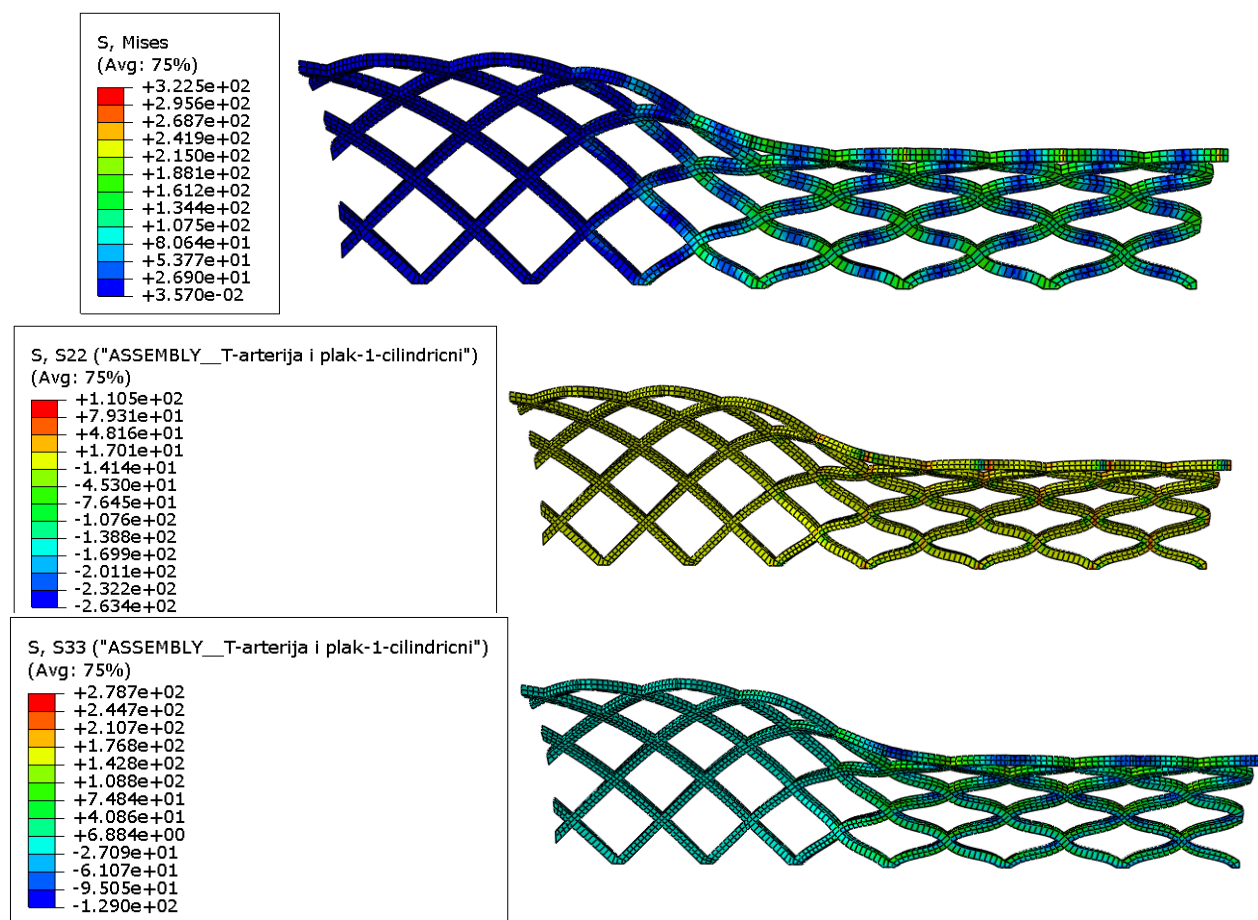 S, Mises
(Avg: 75%)
+3.225e+02
+2.956e+02
+2.687e+02
+2.419e+02
+2.150e+02
+1.881e+02
+1.612e+02
+1.344e+02
+1.075e+02
+8.064e+01
+5.377e+01
+2.690e+01
+3.570e-02
S, S22 ("ASSEMBLY__T-arterija i plak-1-cilindricni")
(Avg: 75%)
+1.105e+02
+7.931e+01
+4.816e+01
+1.701e+01
-1.414e+01
-4.530e+01
-7.645e+01
-1.076e+02
-1.388e+02
-1.699e+02
-2.011e+02
-2.322e+02
-2.634e+02
S, S33 ("ASSEMBLY__T-arterija i plak-1-cilindricni")
(Avg: 75%)
+2.787e+02
+2.447e+02
+2.107e+02
+1.768e+02
+1.428e+02
+1.088e+02
+7.484e+01
+4.086e+01
+6.884e+00
-2.709e+01
-6.107e+01
-9.505e+01
-1.290e+02